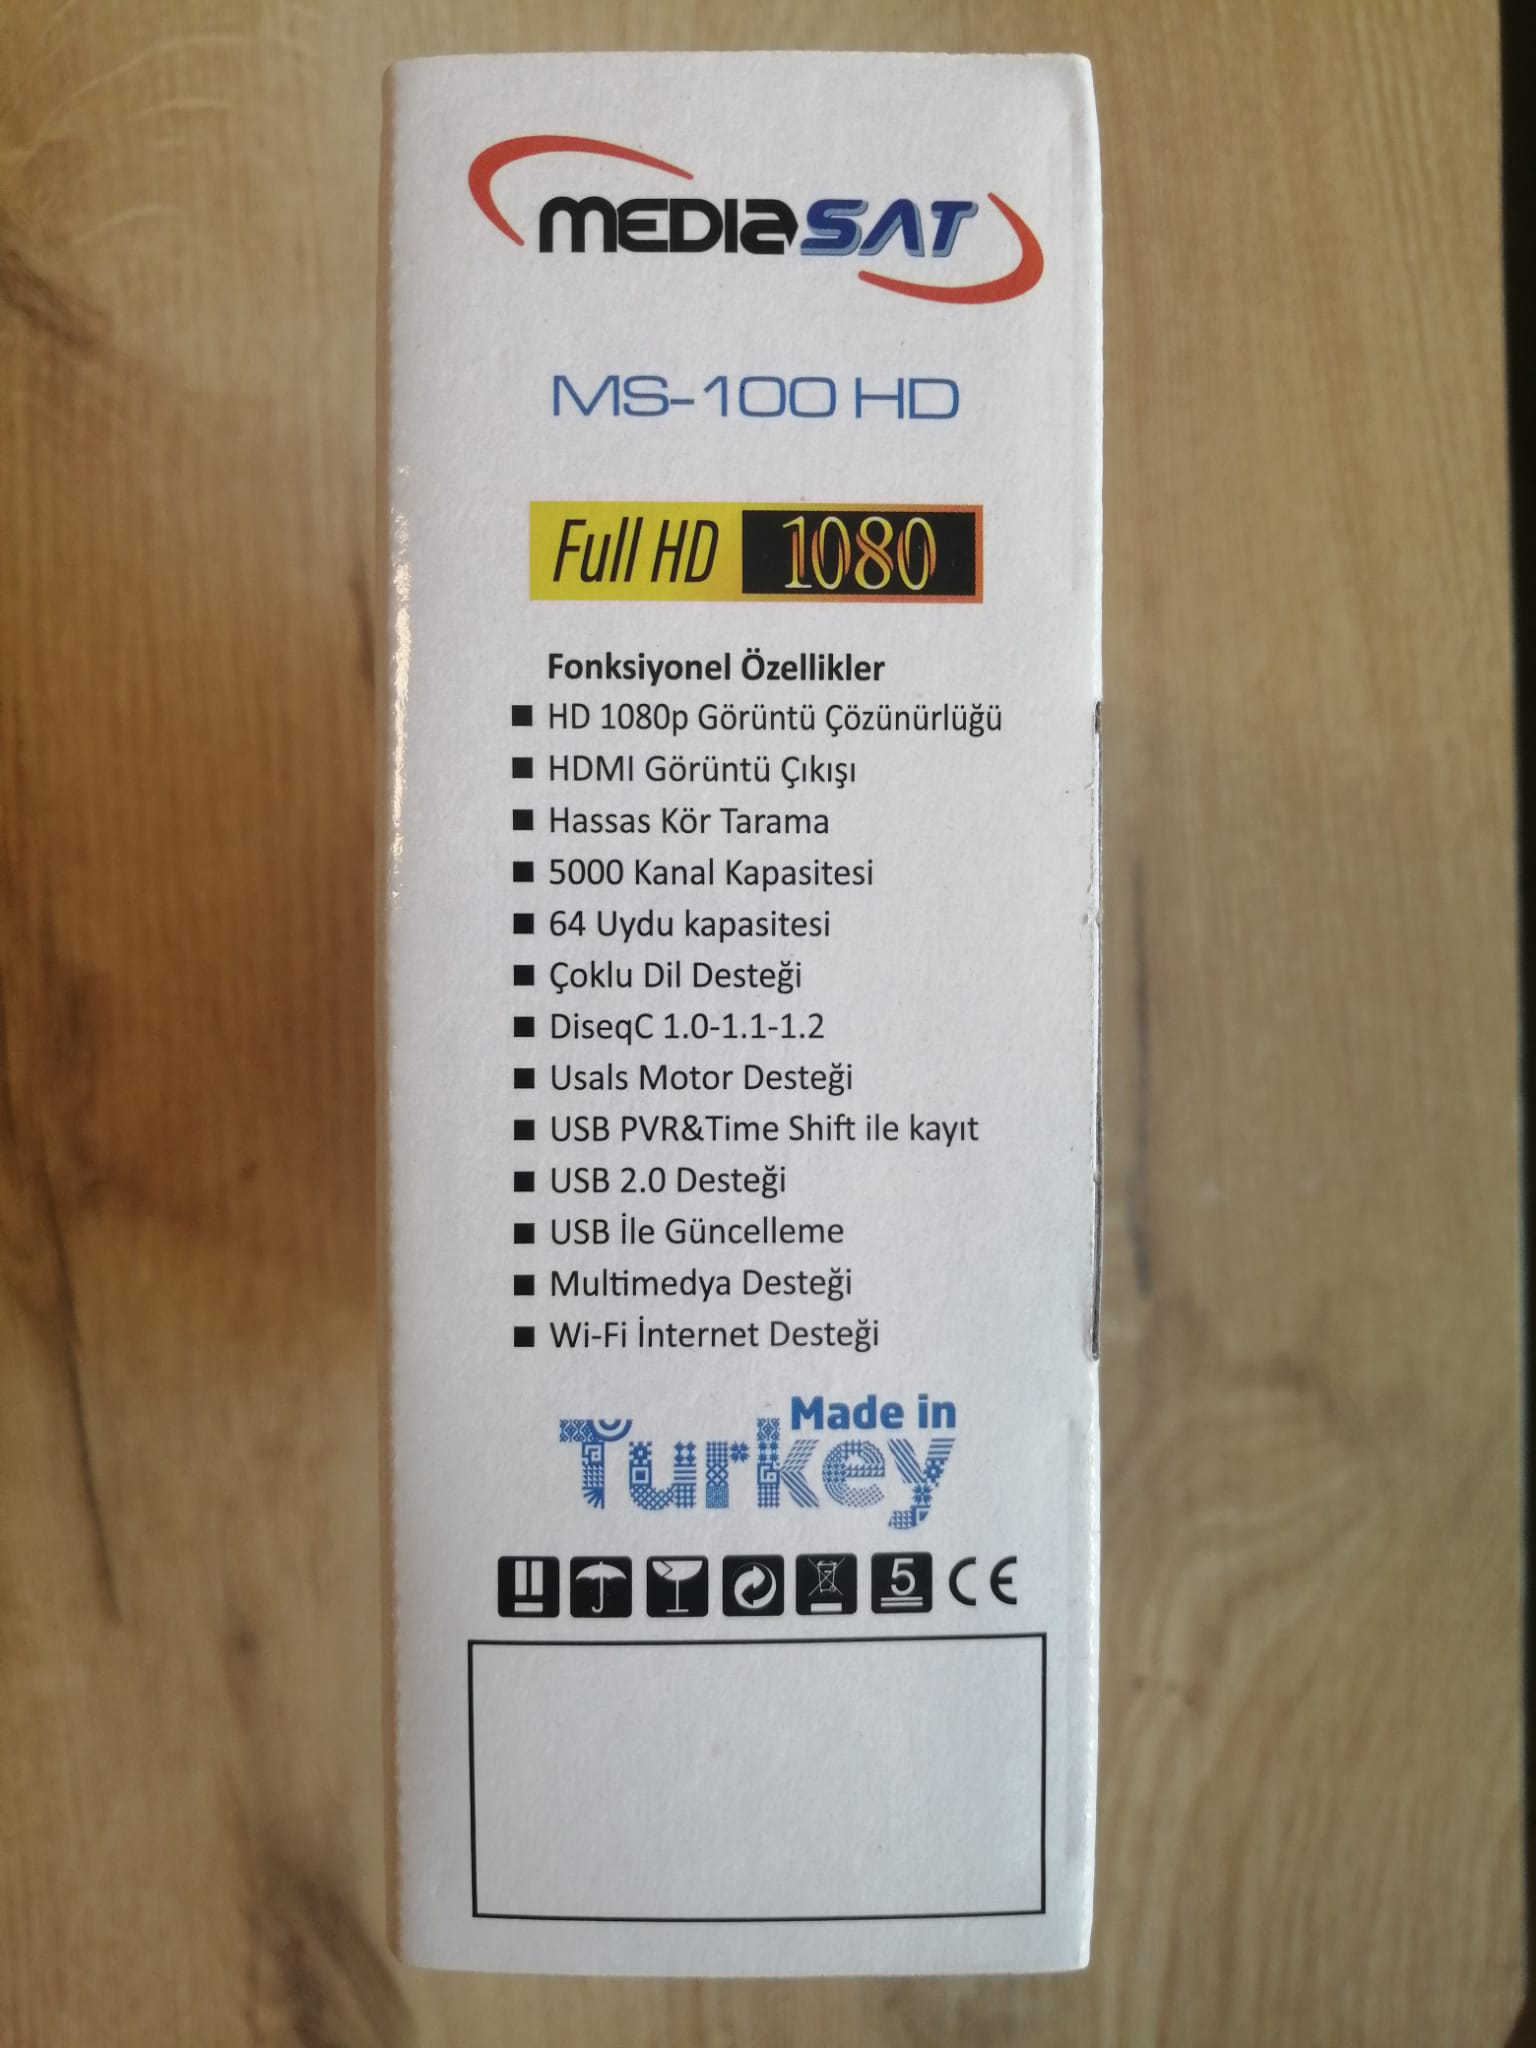 MEDIASAT
MS-100 HD
Full HD 1080
Fonksiyonel Özellikler
■ HD 1080p Görüntü Çözünürlüğü
■ HDMI Görüntü Çıkışı
■ Hassas Kör Tarama
■ 5000 Kanal Kapasitesi
■ 64 Uydu kapasitesi
■ Çoklu Dil Desteği
■ DiseqC 1.0-1.1-1.2
■ Usals Motor Desteği
■ USB PVR&Time Shift ile kayıt
■ USB 2.0 Desteği
■ USB İle Güncelleme
■ Multimedya Desteği
■ Wi-Fi İnternet Desteği
Made in
Turkey
5 CE